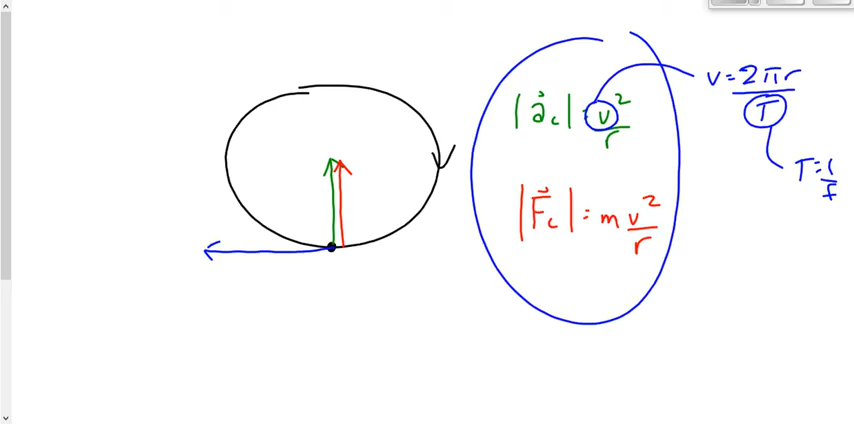 |a⃗c| = v²/r
|F⃗c| = m v²/r
v = 2πr/T
T = 1/f